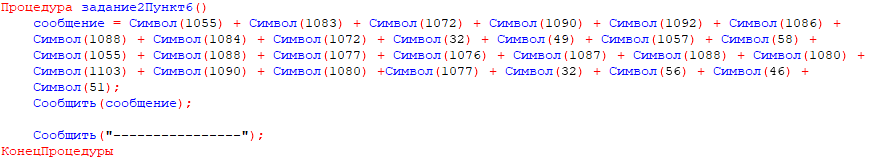 Процедура задание2Пункт6()
сообщение = Символ(1055) + Символ(1083) + Символ(1072) + Символ(1090) + Символ(1092) + Символ(1086) +
Символ(1088) + Символ(1084) + Символ(1072) + Символ(32) + Символ(49) + Символ(1057) + Символ(58) +
Символ(1055) + Символ(1088) + Символ(1077) + Символ(1076) + Символ(1087) + Символ(1088) + Символ(1080) +
Символ(1103) + Символ(1090) + Символ(1080) +Символ(1077) + Символ(32) + Символ(56) + Символ(46) +
Символ(51);
Сообщить(сообщение);
Сообщить("----------------");
КонецПроцедуры